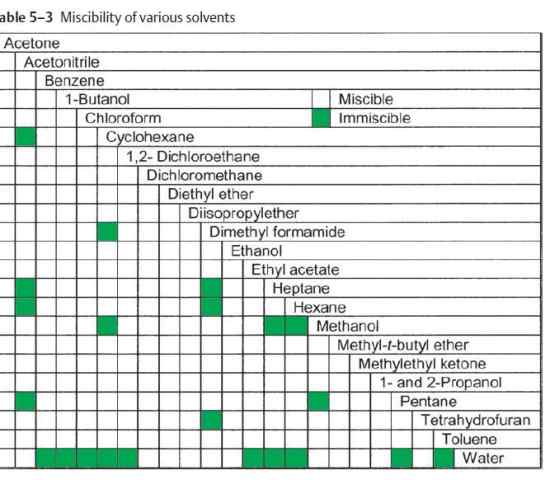 able 5–3 Miscibility of various solvents
Acetone
Acetonitrile
Benzene
1-Butanol
Miscible
Chloroform
Immiscible
Cyclohexane
1,2- Dichloroethane
Dichloromethane
Diethyl ether
Diisopropylether
Dimethyl formamide
Ethanol
Ethyl acetate
Heptane
Hexane
Methanol
Methyl-t-butyl ether
Methylethyl ketone
1- and 2-Propanol
Pentane
Tetrahydrofuran
Toluene
Water